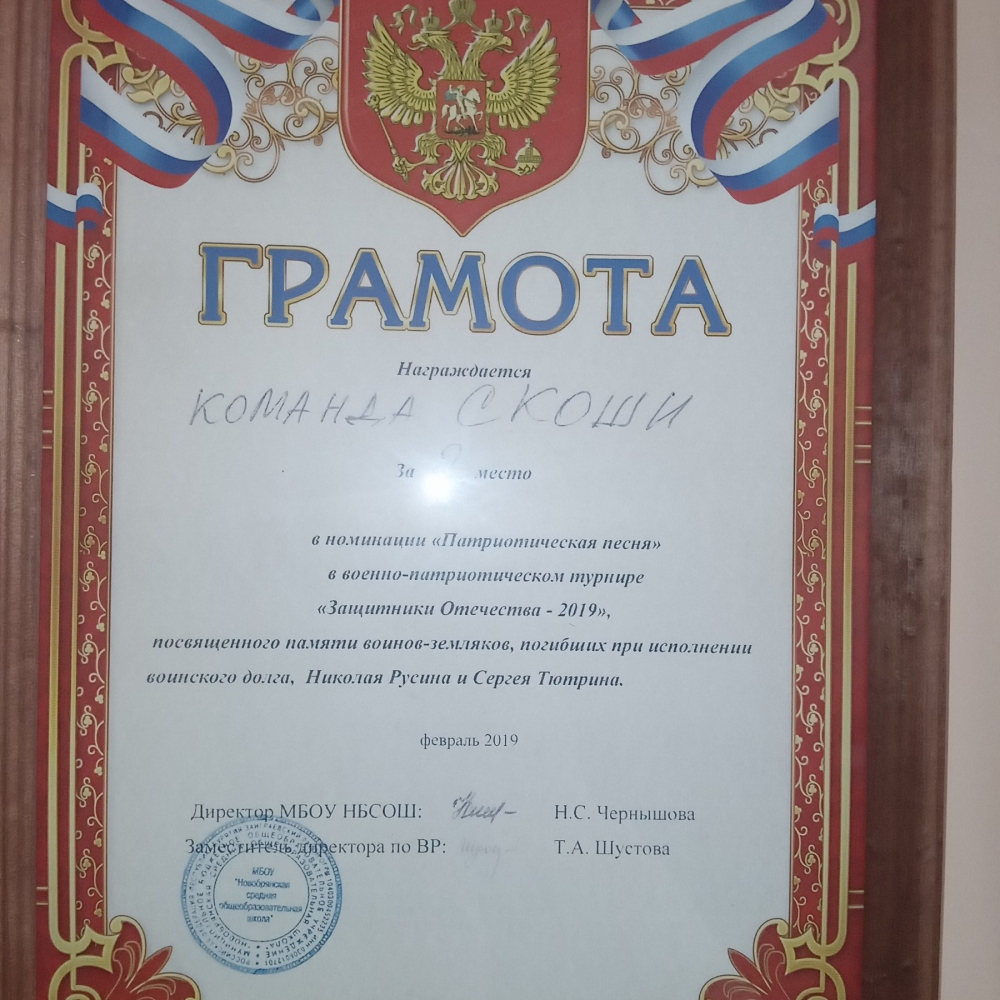 ГРАМОТА
Награждается
КОМАНДА СКОШИ
За 2 место
в номинации «Патриотическая песня»
в военно-патриотическом турнире
«Защитники Отечества - 2019»,
посвященного памяти воинов-земляков, погибших при исполнении
воинского долга, Николая Русина и Сергея Тютрина.
февраль 2019
Директор МБОУ НБСОШ: Н.С. Чернышова
Заместитель директора по ВР: Т.А. Шустова
МБОУ
"Новобрянская
средняя
общеобразовательная
школа"